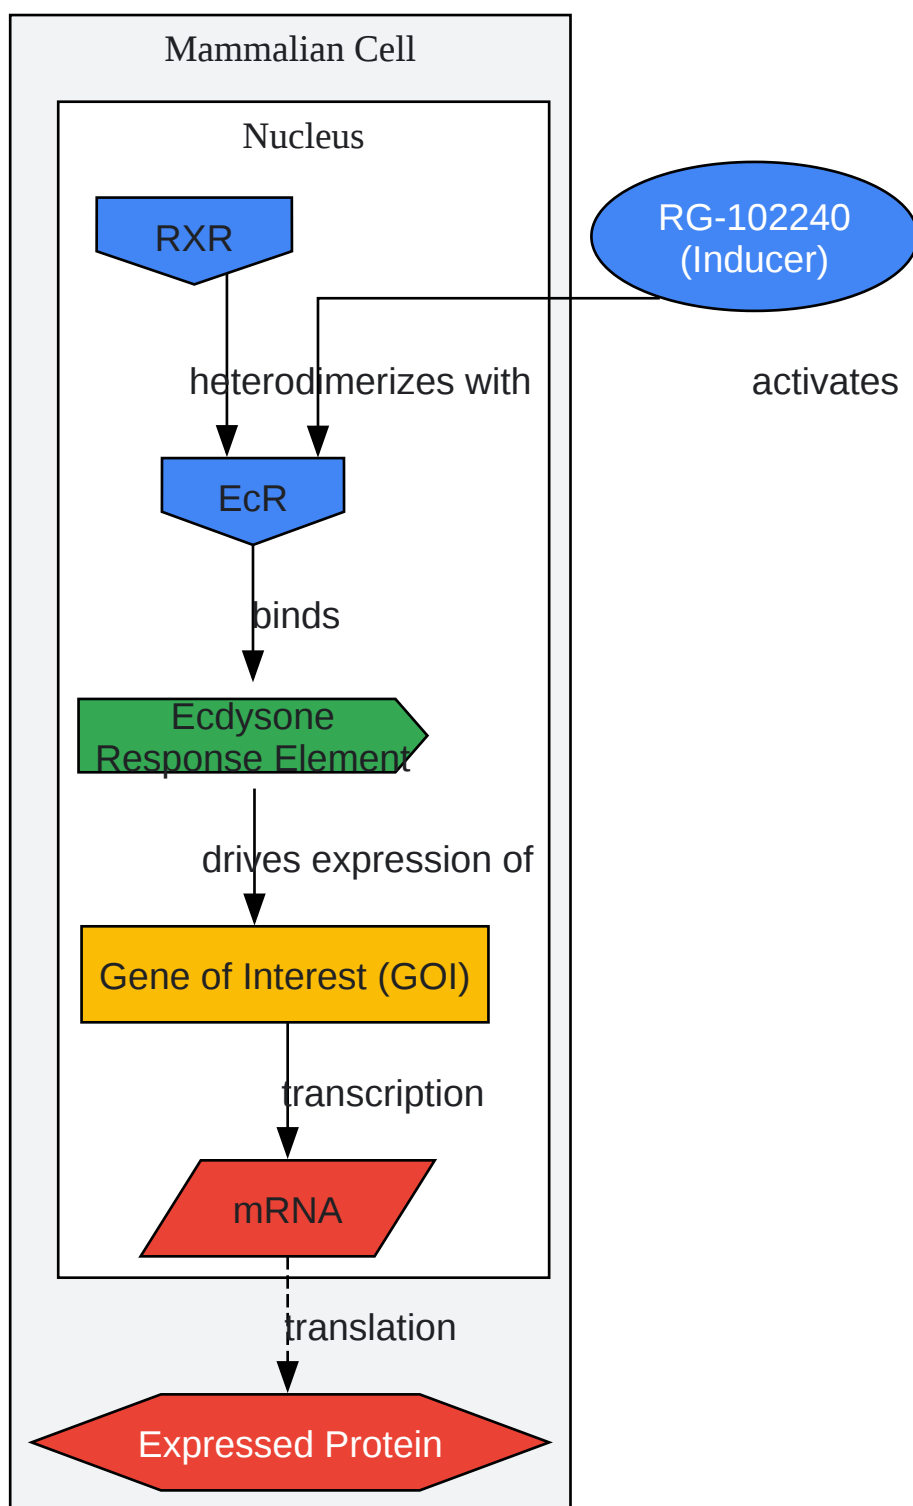 Mammalian Cell
Nucleus
RXR
RG-102240
(Inducer)
heterodimerizes with
activates
EcR
binds
Ecdysone
Response Element
drives expression of
Gene of Interest (GOI)
transcription
mRNA
translation
Expressed Protein